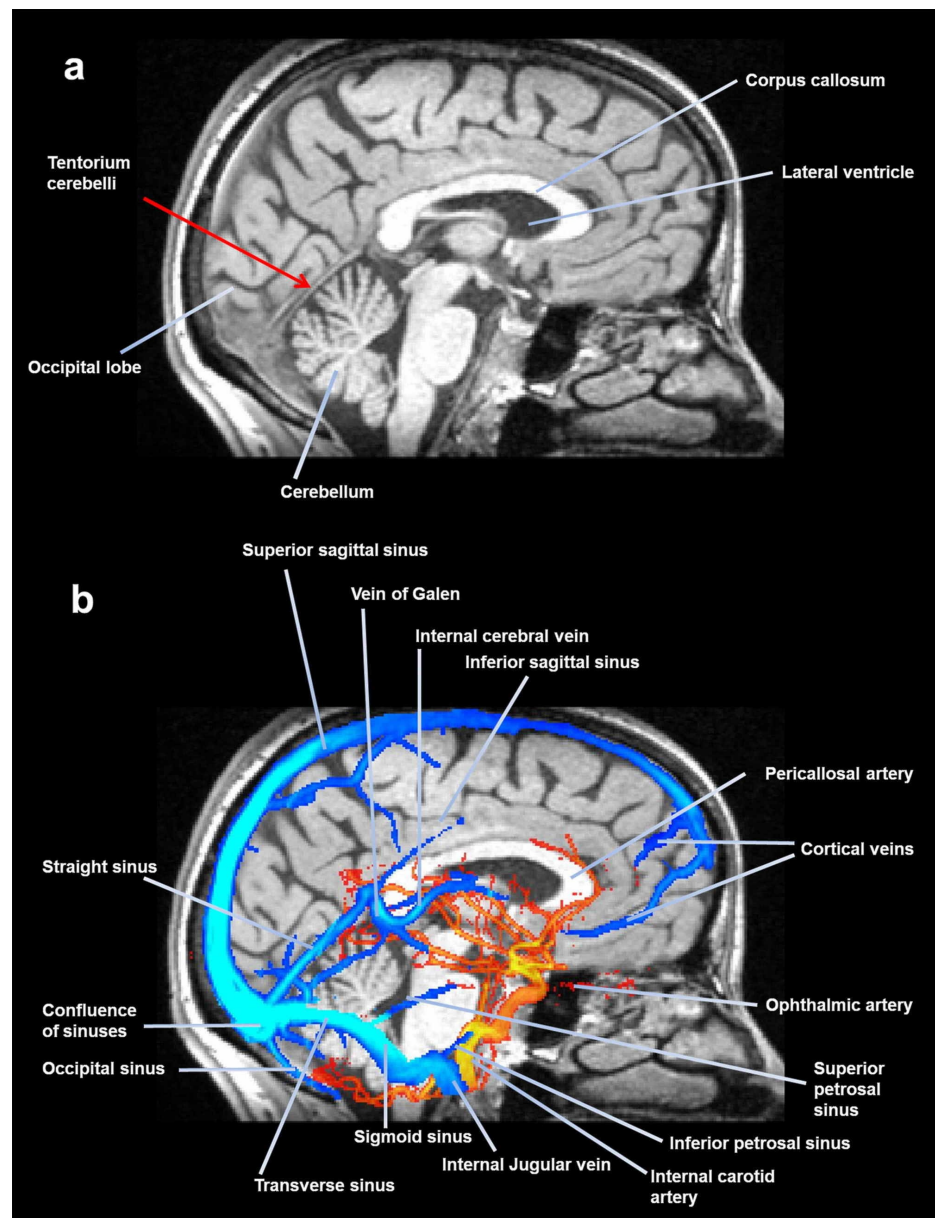 a
Corpus callosum
Tentorium
cerebelli
Lateral ventricle
Occipital lobe
Cerebellum
Superior sagittal sinus
b
Vein of Galen
Internal cerebral vein
Inferior sagittal sinus
Pericallosal artery
Cortical veins
Straight sinus
Ophthalmic artery
Confluence
of sinuses
Occipital sinus
Superior
petrosal
sinus
Sigmoid sinus
Inferior petrosal sinus
Internal Jugular vein
Internal carotid
artery
Transverse sinus